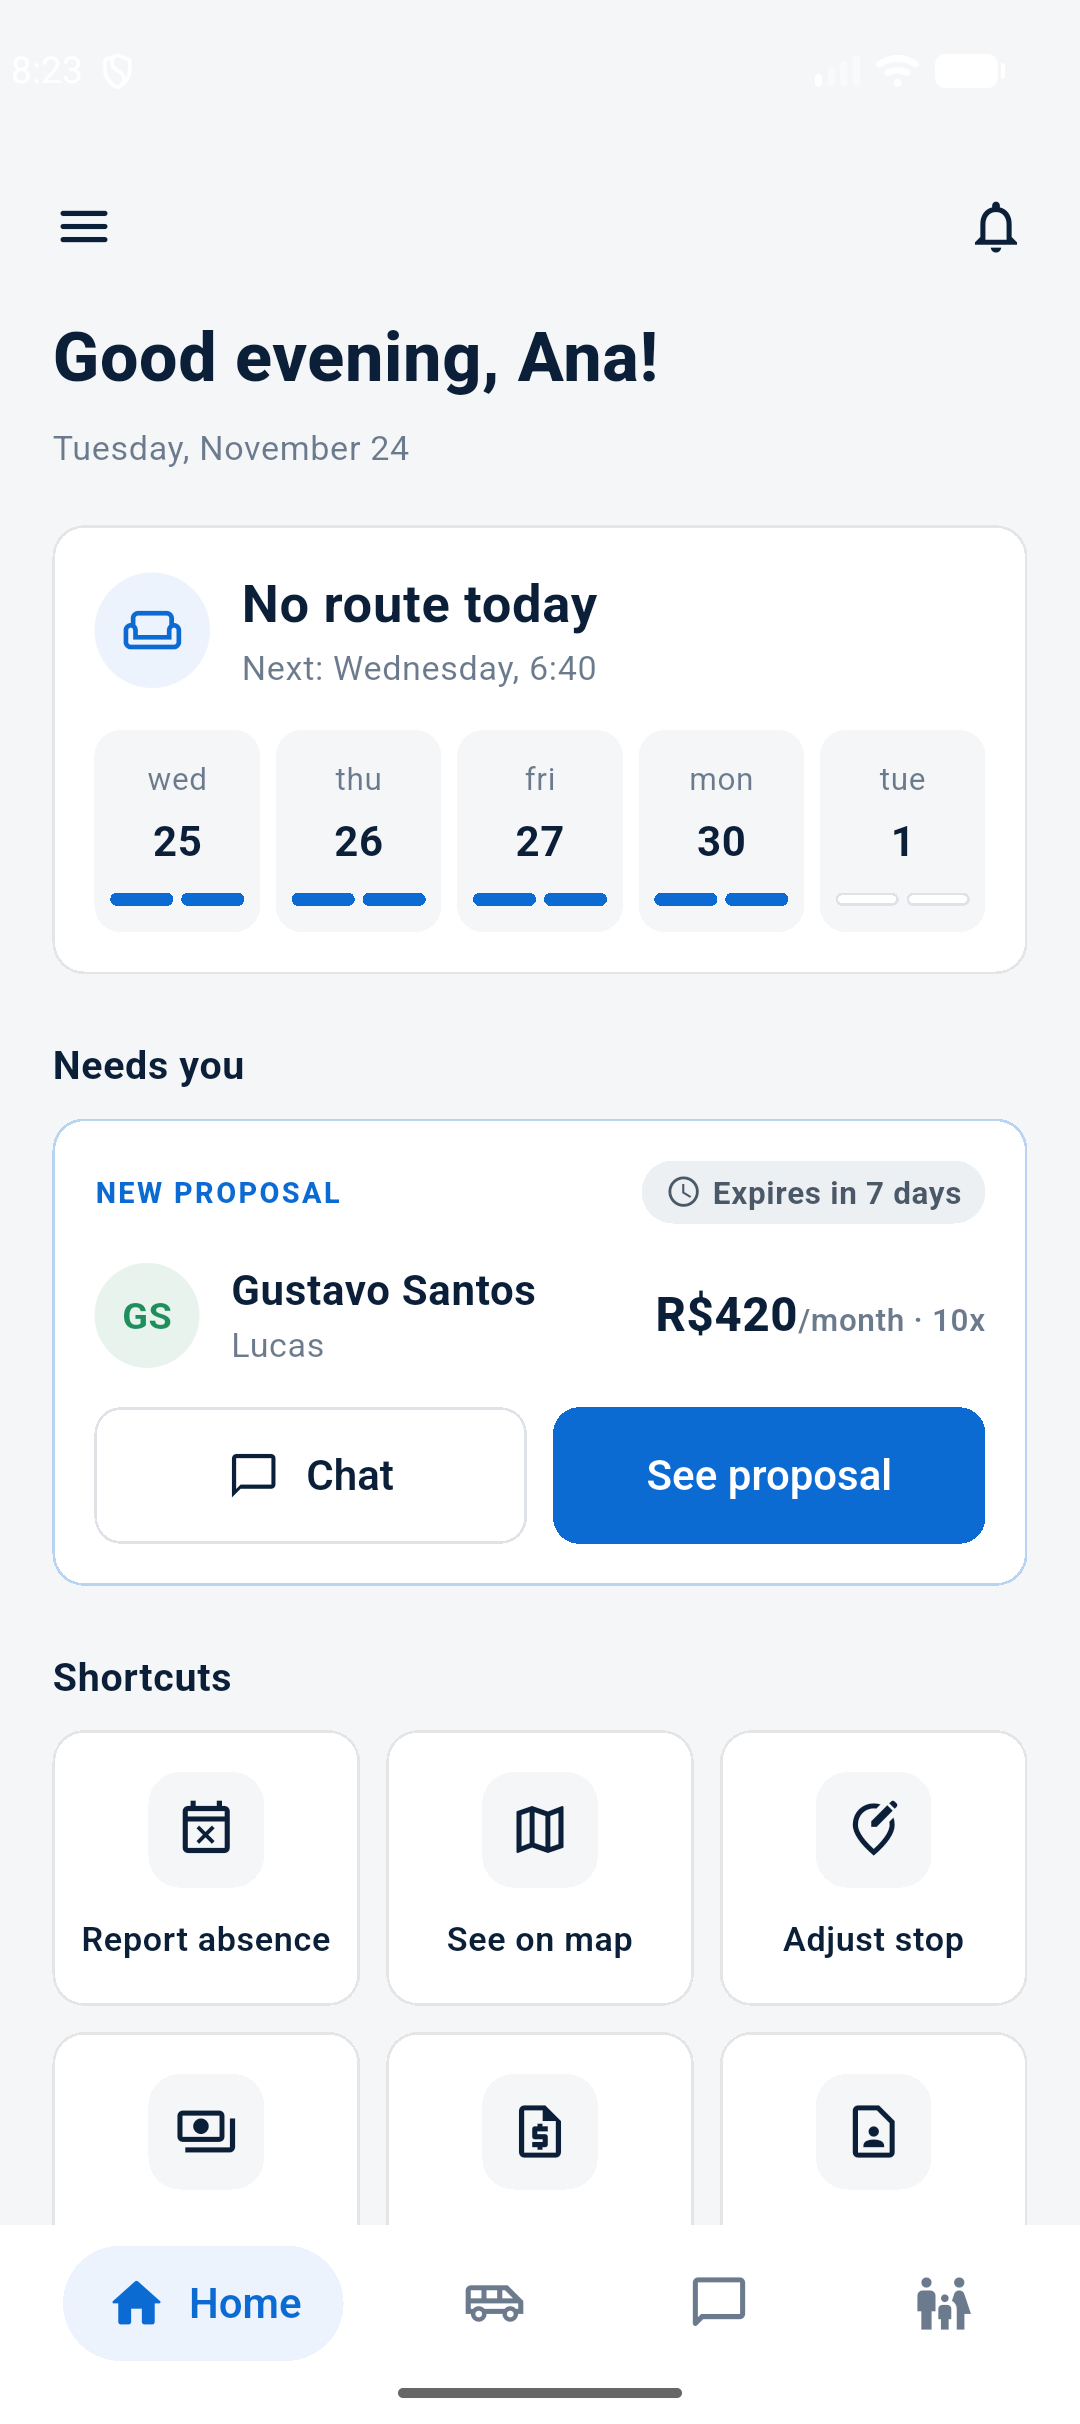 8:23
Good evening, Ana!
Tuesday, November 24
No route today
Next: Wednesday, 6:40
wed thu fri mon tue
25 26 27 30 1
Needs you
NEW PROPOSAL Expires in 7 days
GS Gustavo Santos R$420/month · 10x
Lucas
Chat See proposal
Shortcuts
Report absence See on map Adjust stop
Home